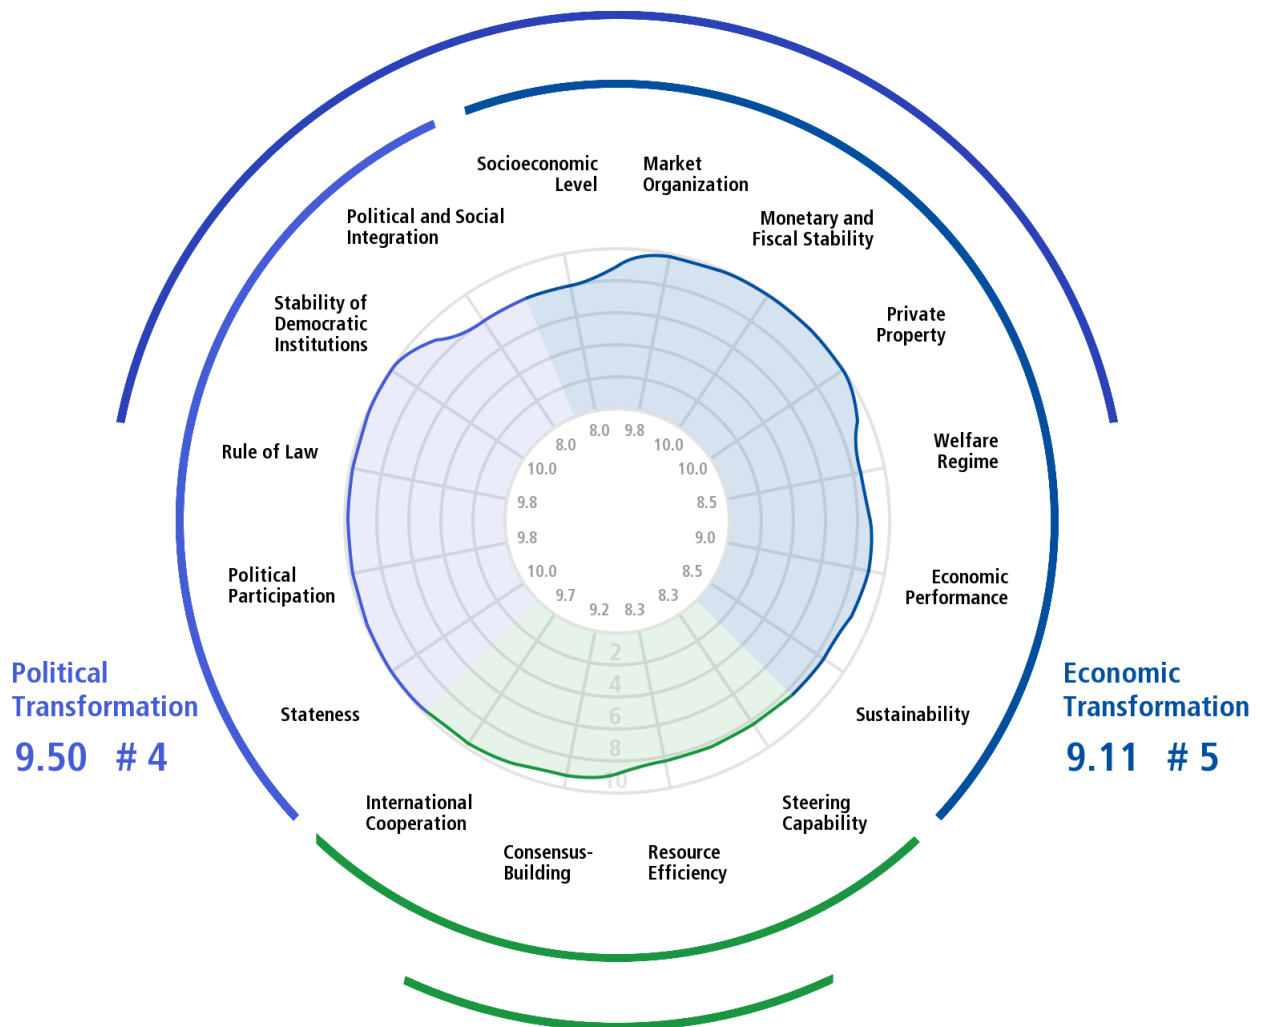 Socioeconomic
Level
Market
Organization
Political and Social
Integration
Monetary and
Fiscal Stability
Stability of
Democratic
Institutions
Private
Property
Rule of Law
Welfare
Regime
Political
Participation
Economic
Performance
Stateness
Sustainability
International
Cooperation
Steering
Capability
Consensus-
Building
Resource
Efficiency
8.0
9.8
8.0
10.0
10.0
10.0
9.8
8.5
9.8
9.0
10.0
8.5
9.7
8.3
9.2
8.3
2
4
6
8
10
Political
Transformation
9.50 # 4
Economic
Transformation
9.11 # 5